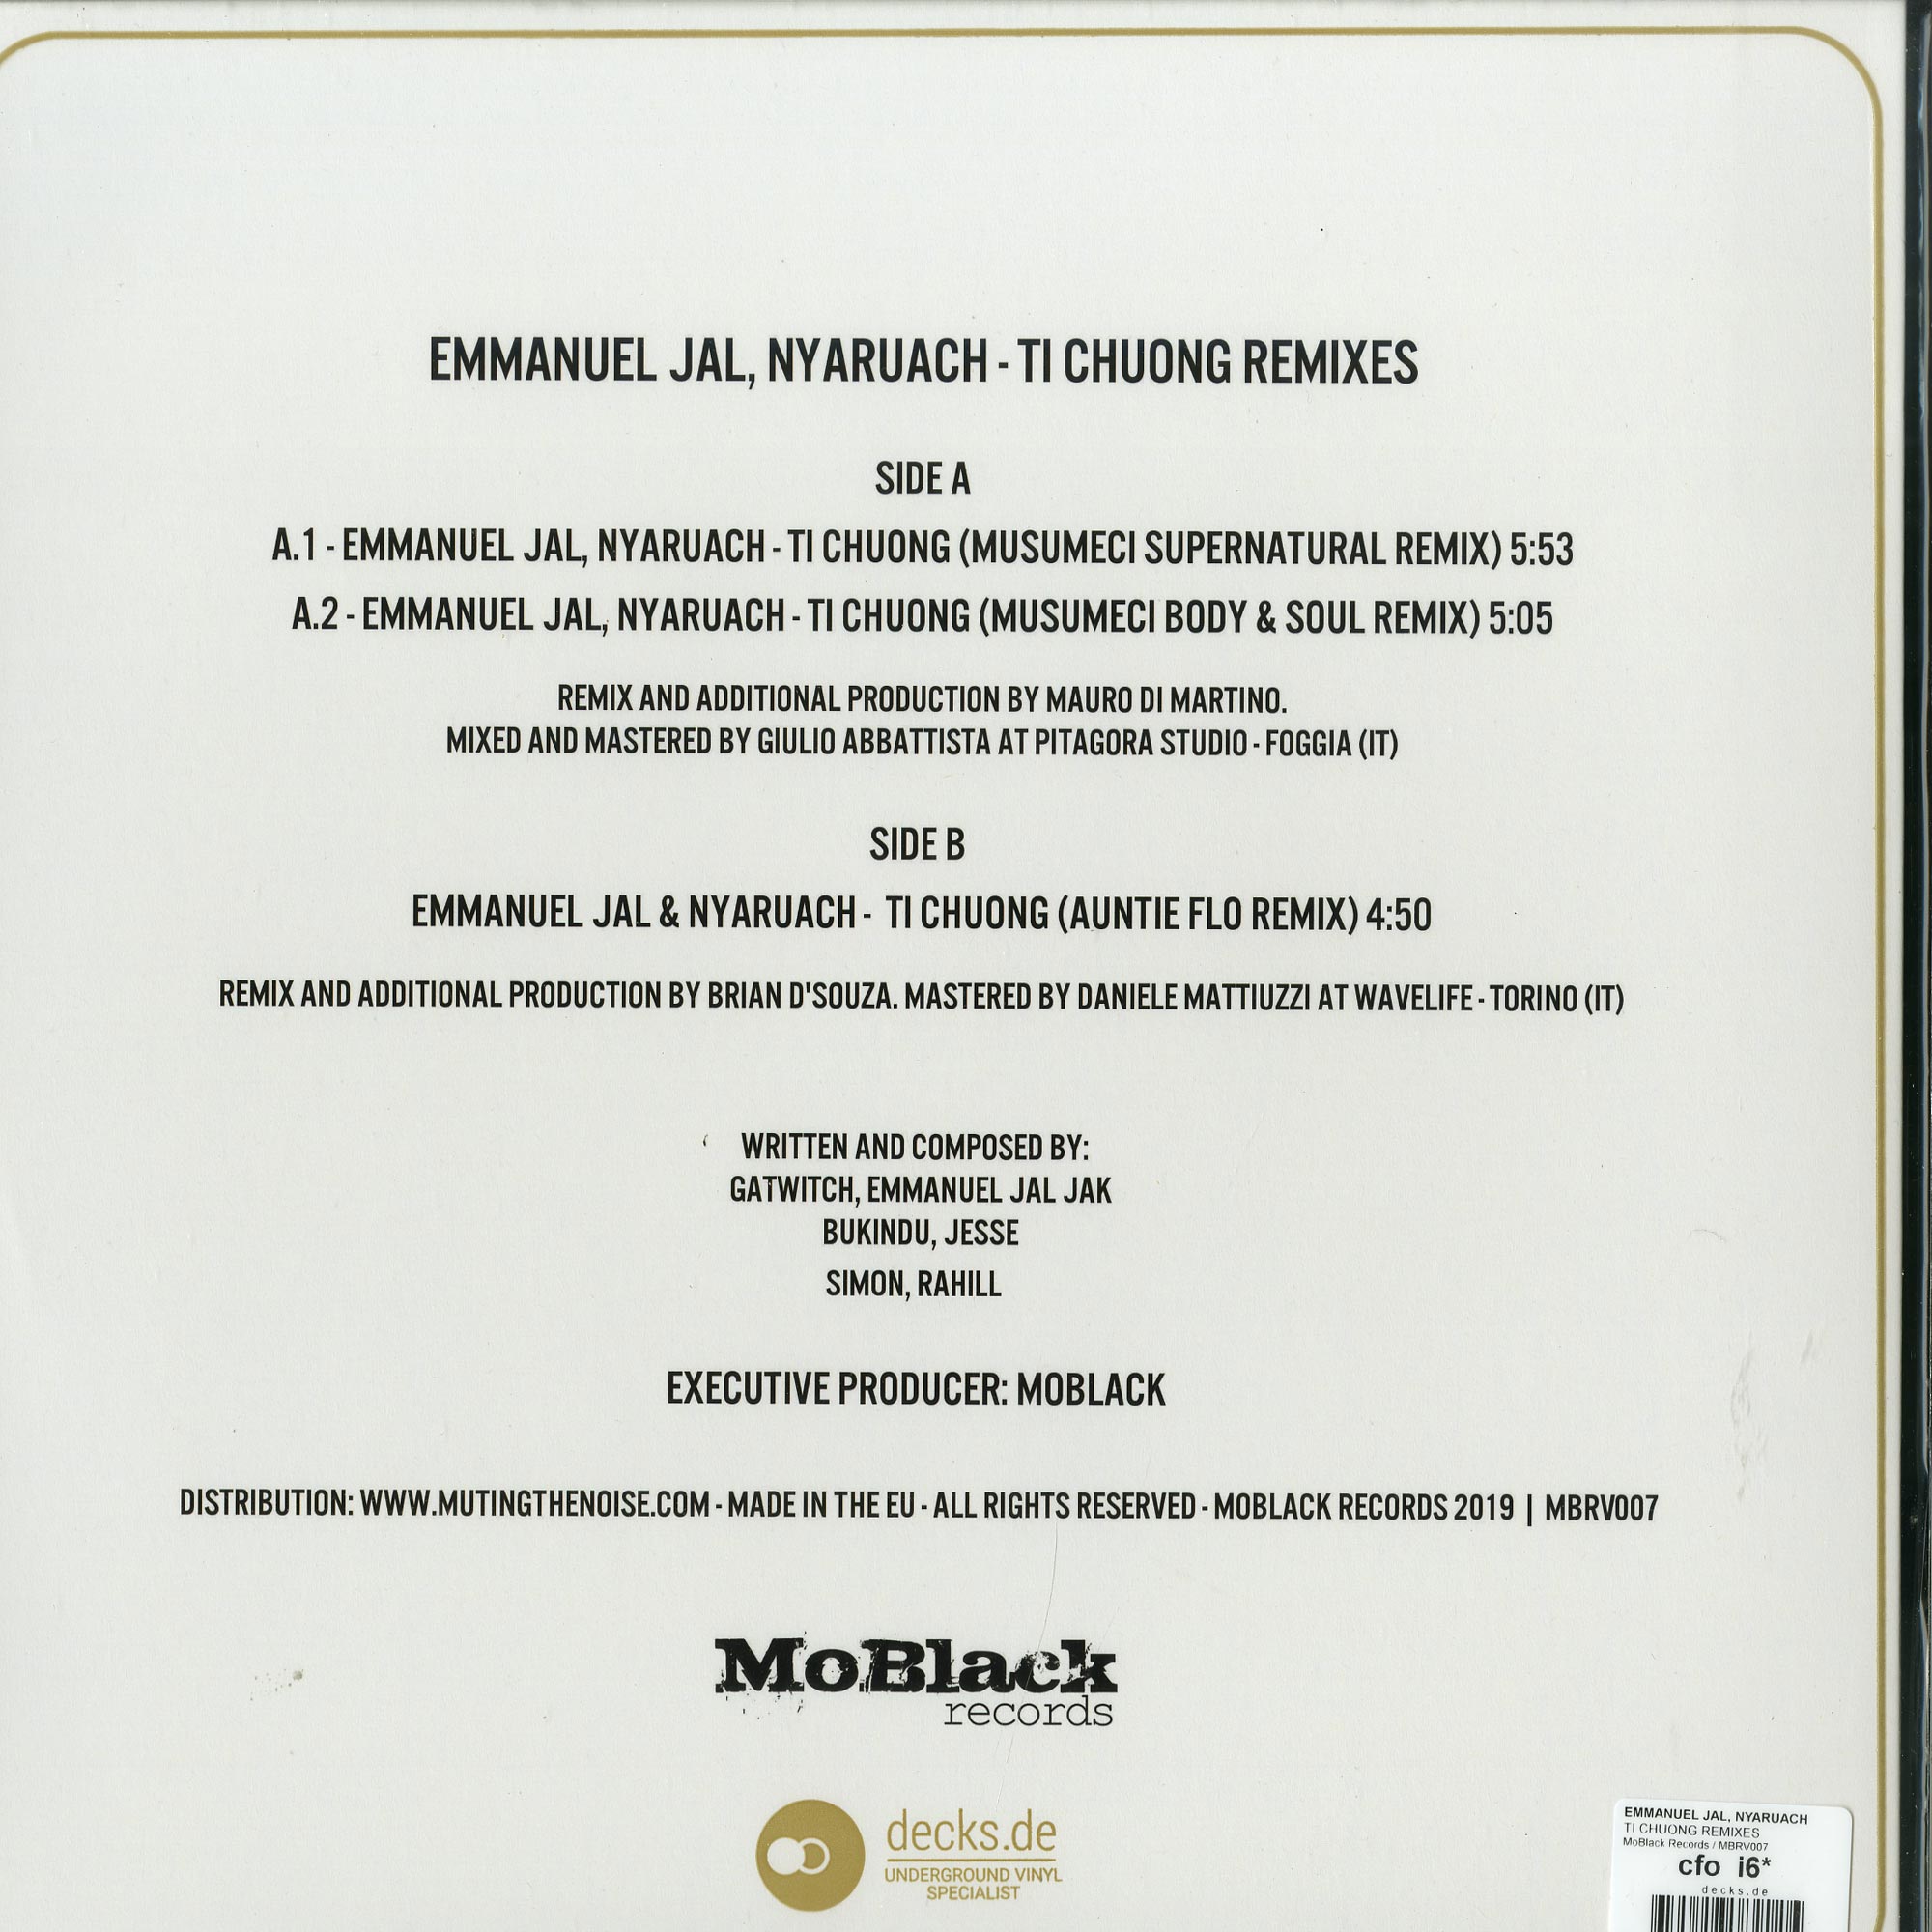 EMMANUEL JAL, NYARUACH - TI CHUONG REMIXES
SIDE A
A.1 - EMMANUEL JAL, NYARUACH - TI CHUONG (MUSUMECI SUPERNATURAL REMIX) 5:53
A.2 - EMMANUEL JAL, NYARUACH - TI CHUONG (MUSUMECI BODY & SOUL REMIX) 5:05
REMIX AND ADDITIONAL PRODUCTION BY MAURO DI MARTINO.
MIXED AND MASTERED BY GIULIO ABBATTISTA AT PITAGORA STUDIO - FOGGIA (IT)
SIDE B
EMMANUEL JAL & NYARUACH - TI CHUONG (AUNTIE FLO REMIX) 4:50
REMIX AND ADDITIONAL PRODUCTION BY BRIAN D'SOUZA. MASTERED BY DANIELE MATTIUZZI AT WAVELIFE - TORINO (IT)
WRITTEN AND COMPOSED BY:
GATWITCH, EMMANUEL JAL JAK
BUKINDU, JESSE
SIMON, RAHILL
EXECUTIVE PRODUCER: MOBLACK
DISTRIBUTION: WWW.MUTINGTHENOISE.COM - MADE IN THE EU - ALL RIGHTS RESERVED - MOBLACK RECORDS 2019 | MBRV007
MoBlack
records
decks.de
UNDERGROUND VINYL
SPECIALIST
EMMANUEL JAL, NYARUACH
TI CHUONG REMIXES
MoBlack Records / MBRV007
cfo i6*
decks.de